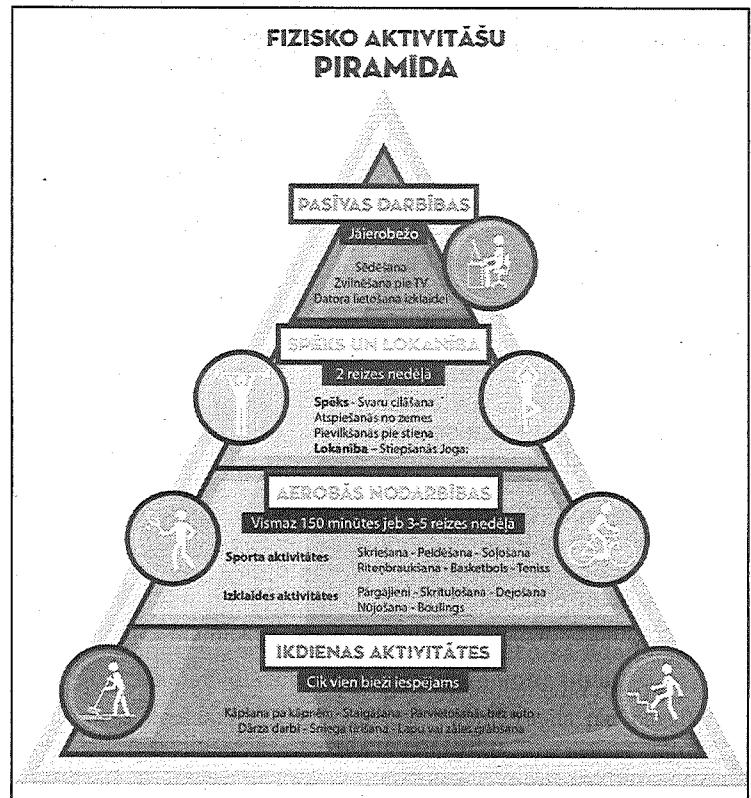 FIZISKO AKTIVITĀŠU
PIRAMĪDA
PASĪVAS DARBĪBAS
Jāierobežo
Sēdēšana
Zvilnēšana pie TV
Datora lietošana izklaidei
SPĒKS UN LOKANĪBA
2 reizes nedēļā
Spēks - Svaru cilāšana
Atspiešanās no zemes
Pievilkšanās pie stieņa
Lokanība – Stiepšanās Joga:
AEROBĀS NODARBĪBAS
Vismaz 150 minūtes jeb 3-5 reizes nedēļā
Sporta aktivitātes
Skriešana - Peldēšana - Soļošana
Riteņbraukšana - Basketbols - Teniss
Izklaides aktivitātes
Pārgājieni - Skrituļošana - Dejošana
Nūjošana - Boulings
IKDIENAS AKTIVITĀTES
Cik vien bieži iespējams
Kāpšana pa kāpnēm - Staigāšana - Pārvietošanās bez auto -
Dārza darbi - Sniega tīrīšana - Lapu vai zāles grābšana